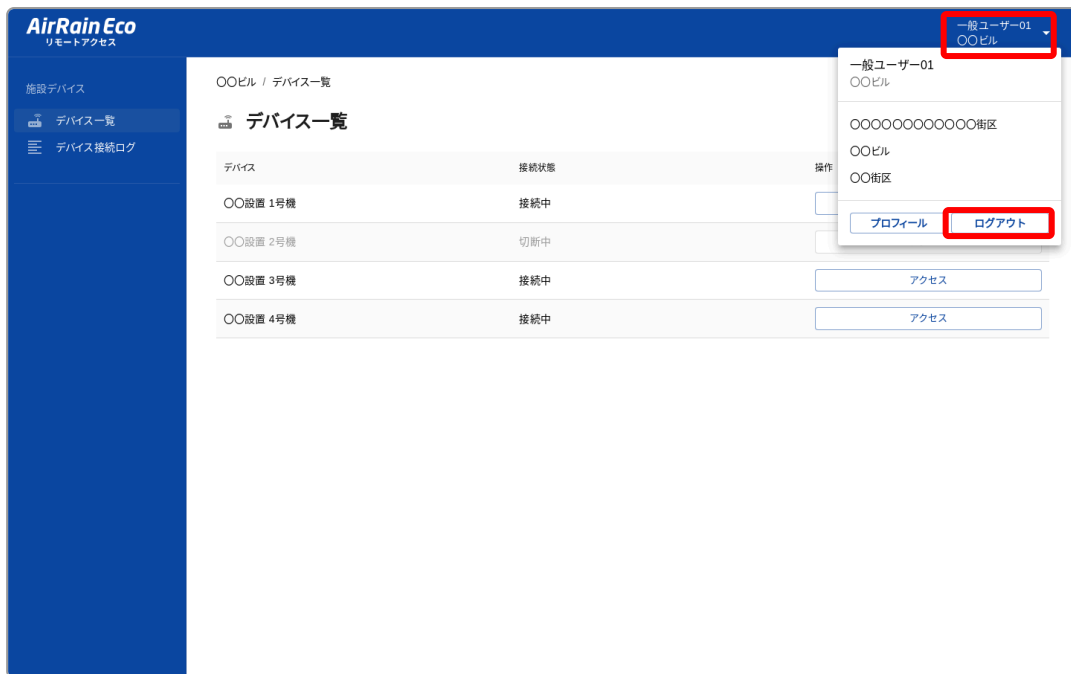 AirRain Eco
リモートアクセス
一般ユーザー01
〇〇ビル
一般ユーザー01
〇〇ビル
〇〇〇〇〇〇〇〇〇〇〇〇街区
〇〇ビル
〇〇街区
プロフィール
ログアウト
施設デバイス
デバイス一覧
デバイス接続ログ
〇〇ビル / デバイス一覧
デバイス一覧
デバイス 接続状態 操作
〇〇設置 1号機 接続中
〇〇設置 2号機 切断中
〇〇設置 3号機 接続中 アクセス
〇〇設置 4号機 接続中 アクセス